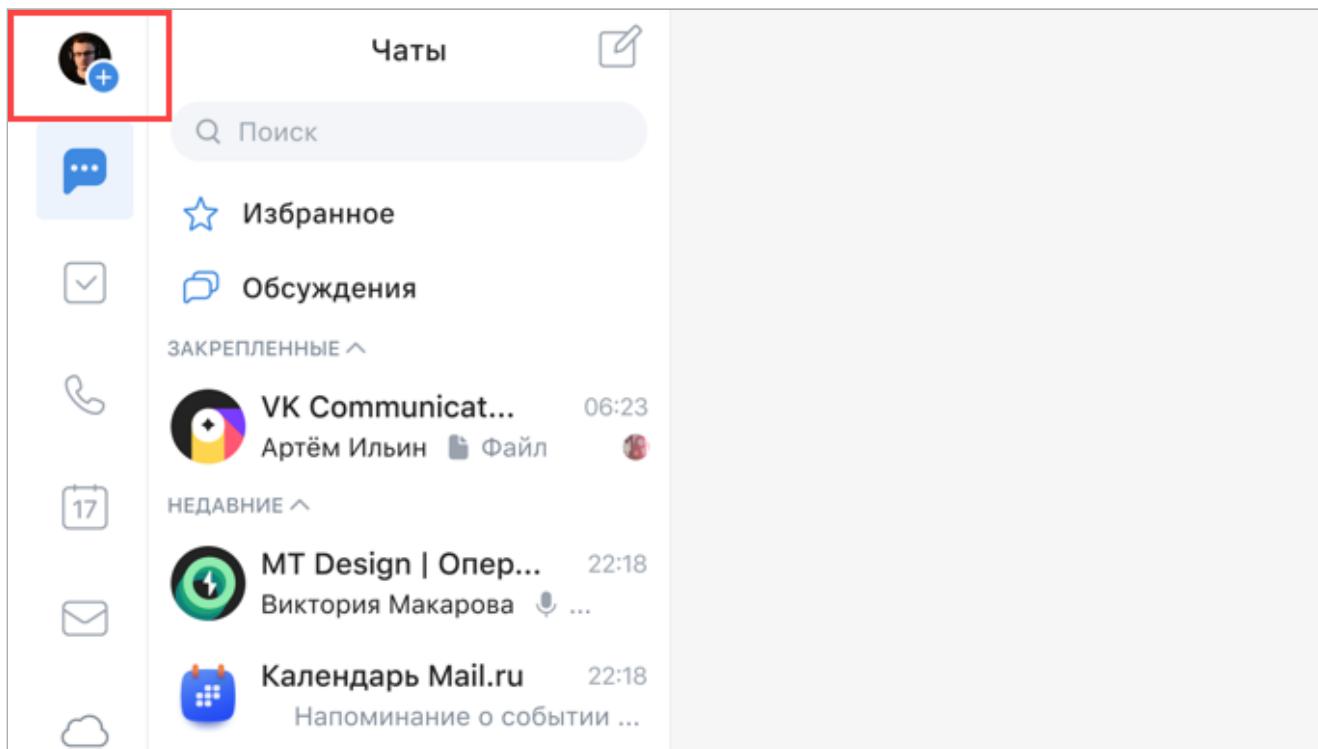 Чаты
Поиск
Избранное
Обсуждения
ЗАКРЕПЛЕННЫЕ
VK Communicat... 06:23
Артём Ильин Файл
НЕДАВНИЕ
17
MT Design | Опер... 22:18
Виктория Макарова ...
Календарь Mail.ru 22:18
Напоминание о событии ...